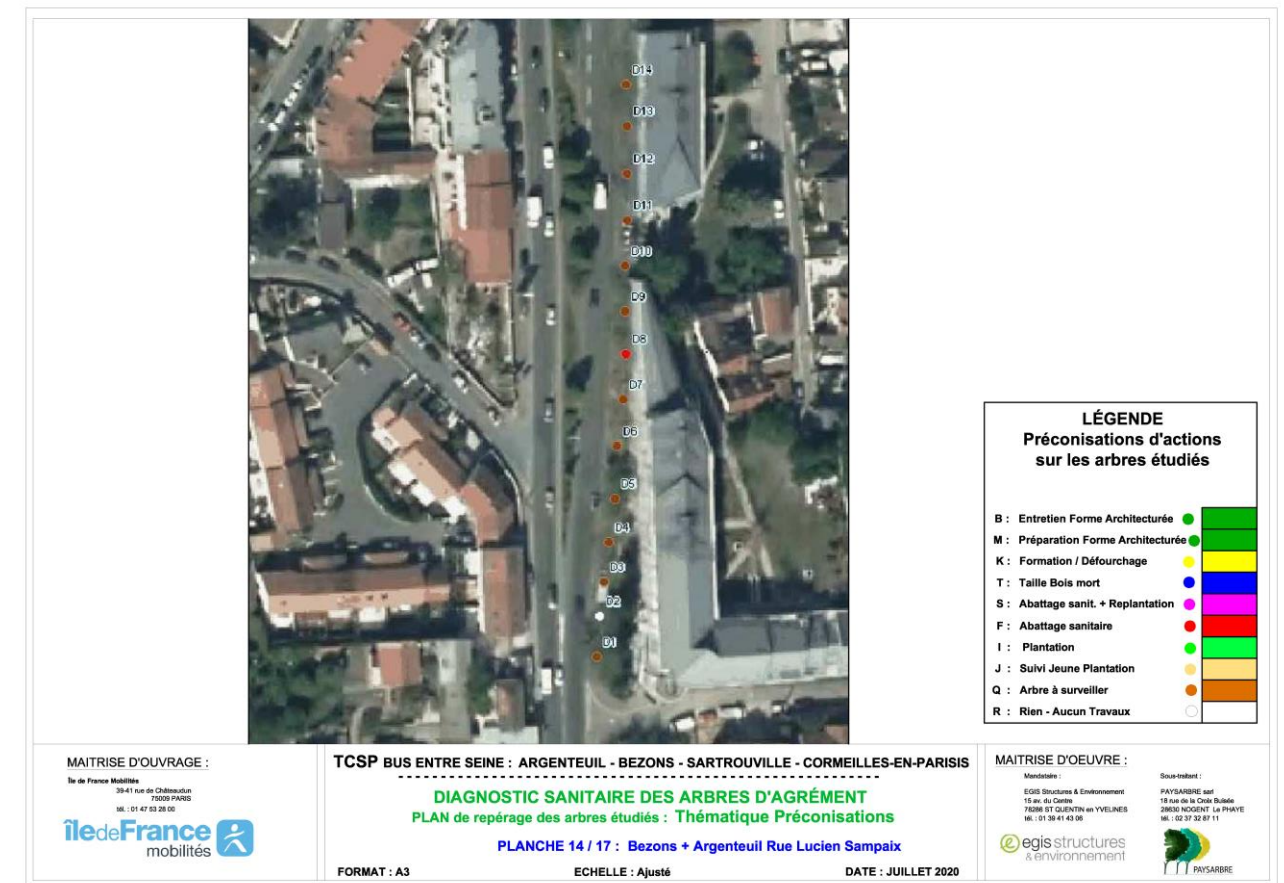 D14
D13
D12
D11
D10
D9
D8
D7
D6
D5
D4
D3
D2
D1
LÉGENDE
Préconisations d'actions
sur les arbres étudiés
B : Entretien Forme Architecturée
M : Préparation Forme Architecturée
K : Formation / Défourchage
T : Taille Bois mort
S : Abattage sanit. + Replantation
F : Abattage sanitaire
I : Plantation
J : Suivi Jeune Plantation
Q : Arbre à surveiller
R : Rien - Aucun Travaux
MAITRISE D'OUVRAGE :
Île de France Mobilités
39-41 rue de Châteaudun
75009 PARIS
tél. : 01 47 53 28 00
îledeFrance
mobilités
TCSP BUS ENTRE SEINE : ARGENTEUIL - BEZONS - SARTROUVILLE - CORMEILLES-EN-PARISIS
DIAGNOSTIC SANITAIRE DES ARBRES D'AGRÉMENT
PLAN de repérage des arbres étudiés : Thématique Préconisations
PLANCHE 14 / 17 : Bezons + Argenteuil Rue Lucien Sampaix
FORMAT : A3 ECHELLE : Ajusté DATE : JUILLET 2020
MAITRISE D'OEUVRE :
Mandataire :
EGIS Structures & Environnement
15 av. du Centre
78286 ST QUENTIN en YVELINES
tél. : 01 39 41 43 06
egis structures
& environnement
Sous-traitant :
PAYSARBRE sarl
18 rue de la Croix Buisée
28630 NOGENT Le PHAYE
tél. : 02 37 32 87 11
PAYSARBRE